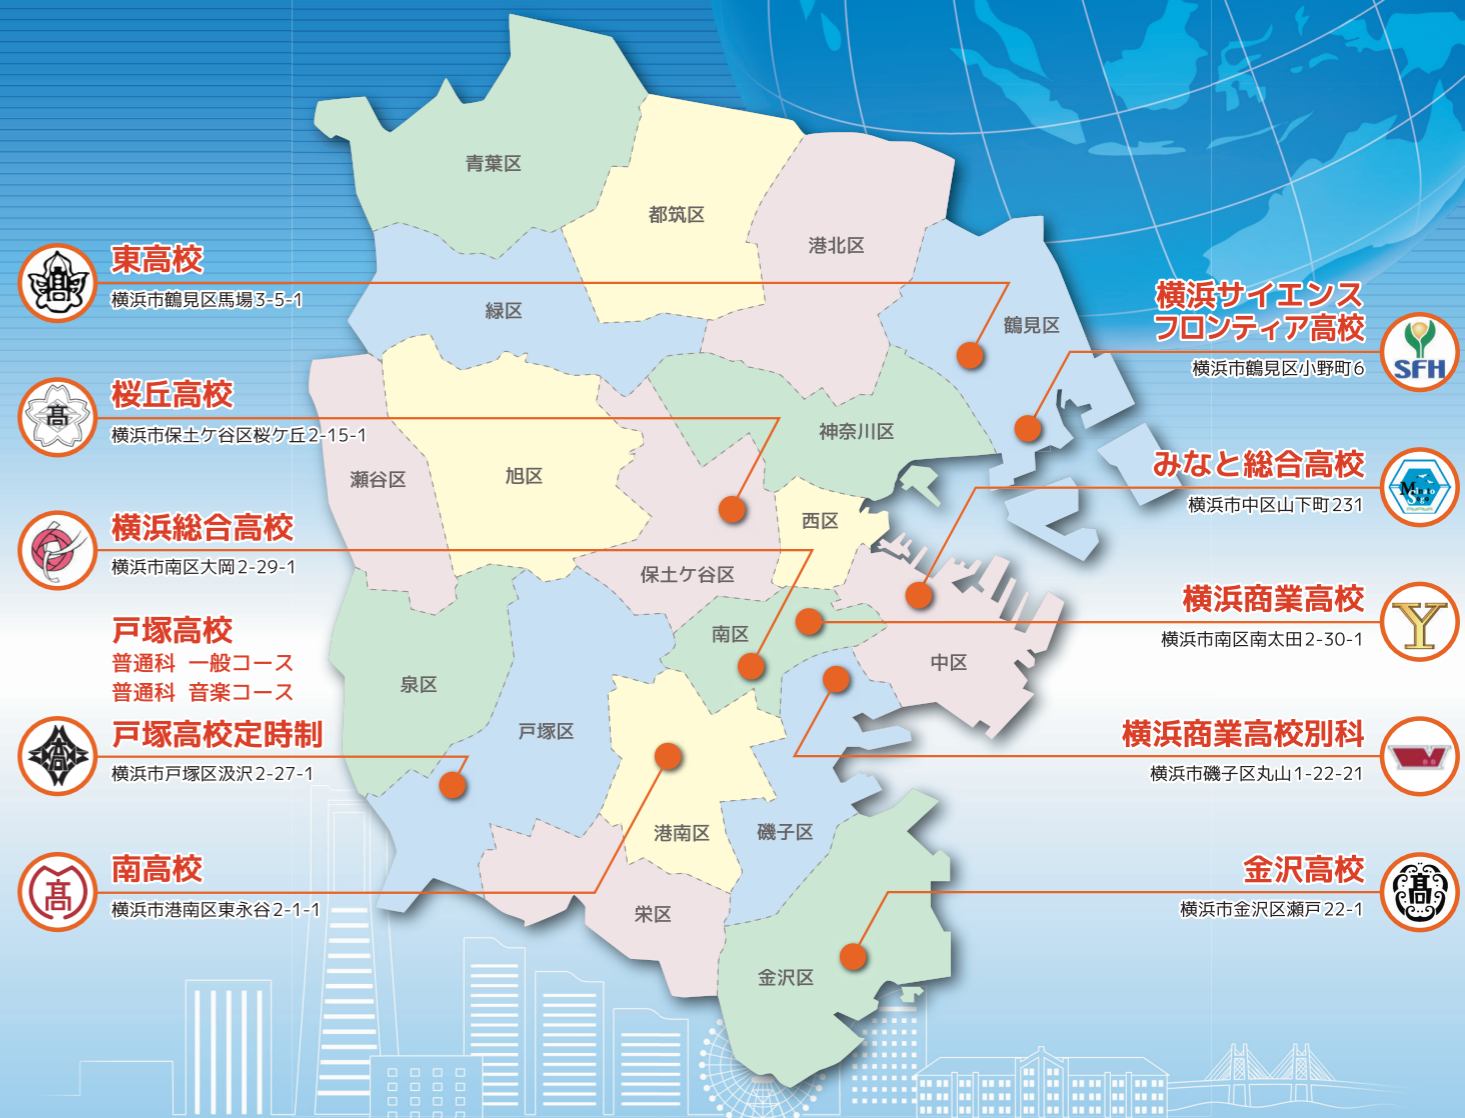 東高校
横浜市鶴見区馬場3-5-1
桜丘高校
横浜市保土ケ谷区桜ケ丘2-15-1
横浜総合高校
横浜市南区大岡2-29-1
戸塚高校
普通科 一般コース
普通科 音楽コース
戸塚高校定時制
横浜市戸塚区汲沢2-27-1
南高校
横浜市港南区東永谷2-1-1
青葉区
都筑区
港北区
緑区
鶴見区
神奈川区
瀬谷区
旭区
西区
保土ケ谷区
南区
中区
泉区
戸塚区
港南区
磯子区
栄区
金沢区
横浜サイエンス
フロンティア高校
横浜市鶴見区小野町6
みなと総合高校
横浜市中区山下町231
横浜商業高校
横浜市南区南太田2-30-1
横浜商業高校別科
横浜市磯子区丸山1-22-21
金沢高校
横浜市金沢区瀬戸22-1
髙
髙
髙
SFH
Y
髙